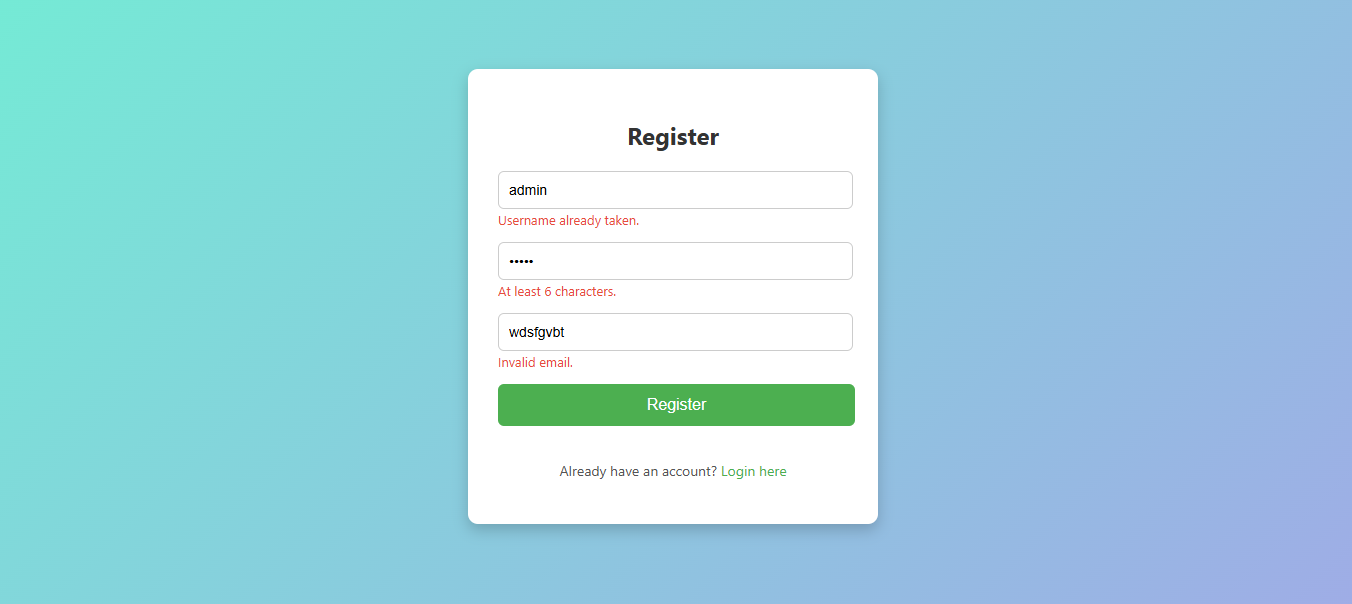 Register
admin
Username already taken.
•••••
At least 6 characters.
wdsfgvbt
Invalid email.
Register
Already have an account? Login here